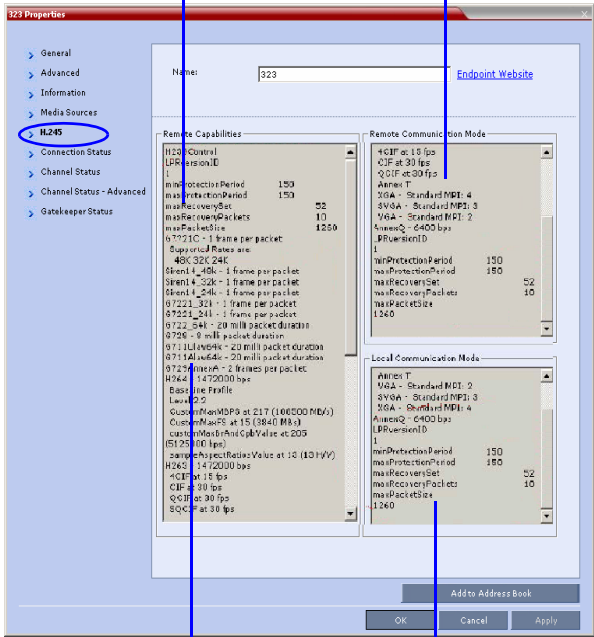 323 Properties
General
Advanced
Information
Media Sources
H.245
Connection Status
Channel Status
Channel Status - Advanced
Gatekeeper Status
Name:
323
Endpoint Website
Remote Capabilities
H239Control
LPRversionID
1
minProtectionPeriod 150
maxProtectionPeriod 150
maxRecoverySet 52
maxRecoveryPackets 10
maxPacketSize 1260
G7221C - 1 frame per packet
Supported Rates are:
48K 32K 24K
Siren14_48k - 1 frame per packet
Siren14_32k - 1 frame per packet
Siren14_24k - 1 frame per packet
G7221_32k - 1 frame per packet
G7221_24k - 1 frame per packet
G722_64k - 20 milli packet duration
G728 - 8 milli packet duration
G711Ulaw64k - 20 milli packet duration
G711Alaw64k - 20 milli packet duration
G729AnnexA - 2 frames per packet
H264 - 1472000 bps
Baseline Profile
Level 2.2
CustomMaxMBPS at 217 (108500 MB/s)
CustomMaxFS at 15 (3840 MBs)
customMaxBrAndCpbValue at 205
(5125000 bps)
sampleAspectRatiosValue at 13 (13 H/V)
H263 - 1472000 bps
4CIF at 15 fps
CIF at 30 fps
QCIF at 30 fps
SQCIF at 30 fps
Remote Communication Mode
4CIF at 15 fps
CIF at 30 fps
QCIF at 30 fps
Annex T
XGA - Standard MPI: 4
SVGA - Standard MPI: 3
VGA - Standard MPI: 2
AnnexQ - 6400 bps
LPRversionID
1
minProtectionPeriod 150
maxProtectionPeriod 150
maxRecoverySet 52
maxRecoveryPackets 10
maxPacketSize
1260
Local Communication Mode
Annex T
VGA - Standard MPI: 2
SVGA - Standard MPI: 3
XGA - Standard MPI: 4
AnnexQ - 6400 bps
LPRversionID
1
minProtectionPeriod 150
maxProtectionPeriod 150
maxRecoverySet 52
maxRecoveryPackets 10
maxPacketSize
1260
Add to Address Book
OK
Cancel
Apply